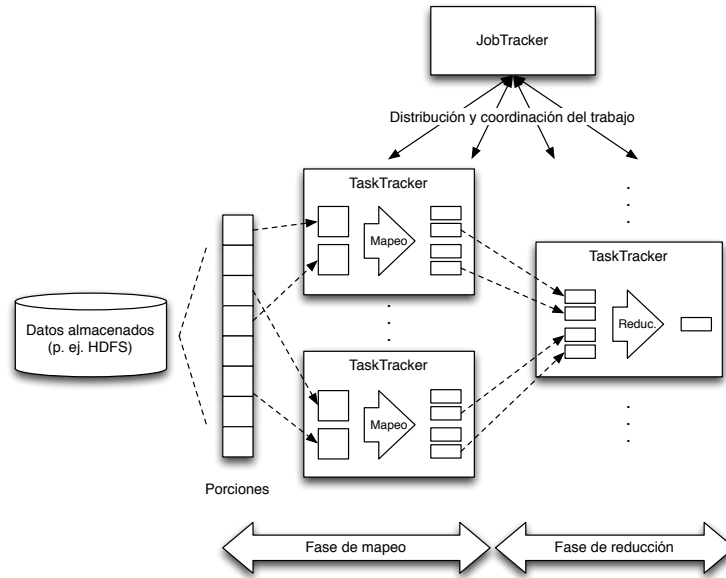 JobTracker
Distribución y coordinación del trabajo
TaskTracker
Mapeo
TaskTracker
Reduc.
Datos almacenados
(p. ej. HDFS)
TaskTracker
Mapeo
Porciones
Fase de mapeo
Fase de reducción